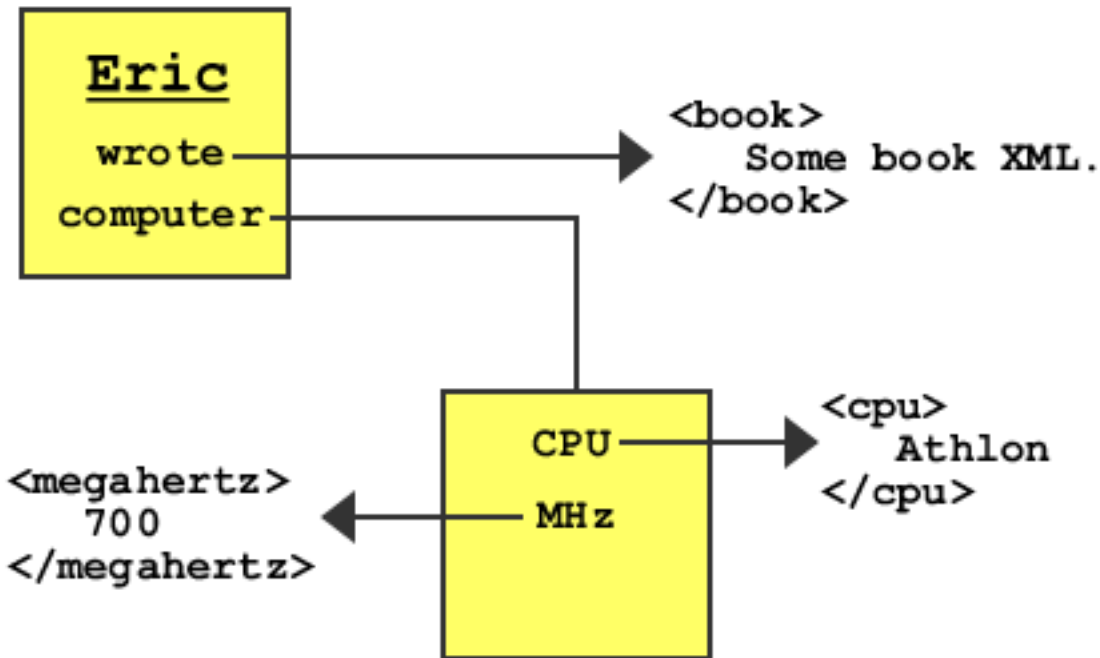 Eric
wrote
computer
<book>
Some book XML.
</book>
CPU
MHz
<cpu>
Athlon
</cpu>
<megahertz>
700
</megahertz>